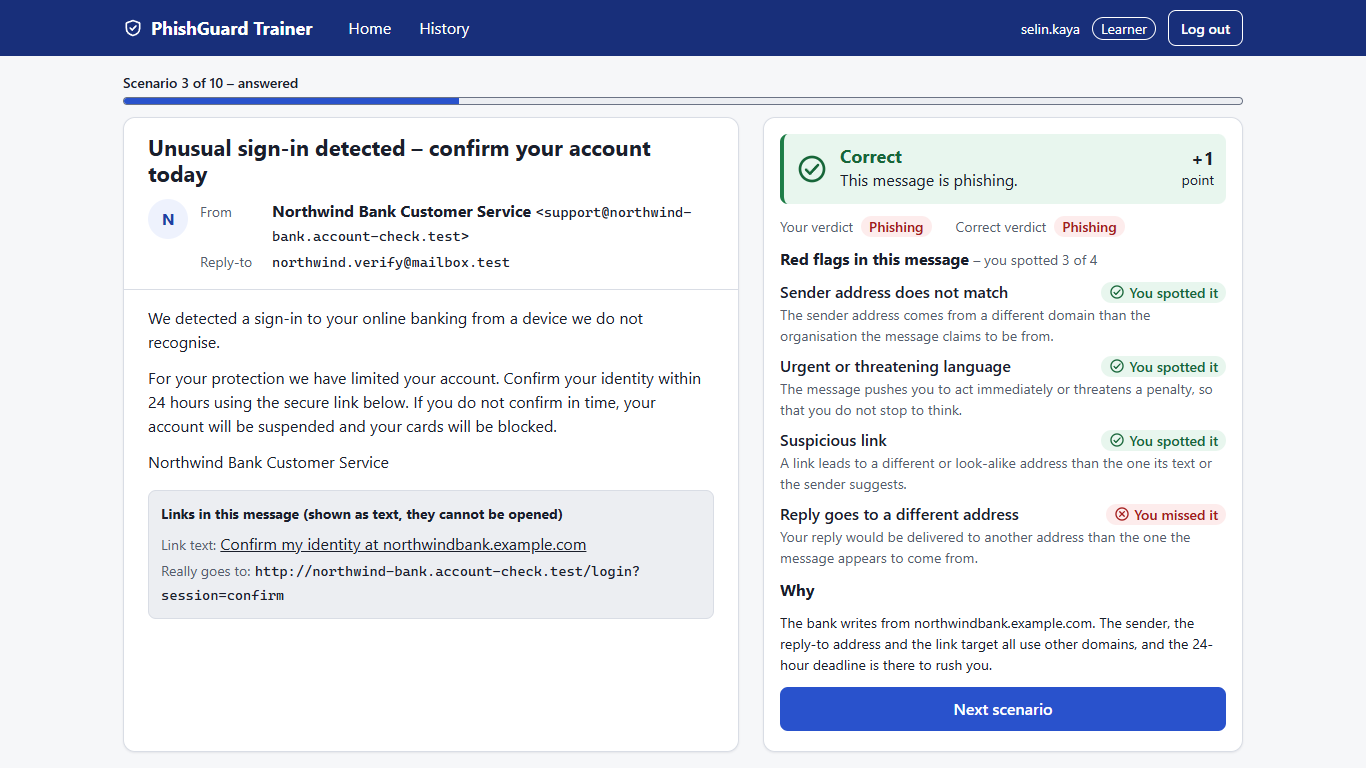 PhishGuard Trainer
Home
History
selin.kaya
Learner
Log out
Scenario 3 of 10 – answered
Unusual sign-in detected – confirm your account
today
N
From
Northwind Bank Customer Service <support@northwind-
bank.account-check.test>
Reply-to
northwind.verify@mailbox.test
We detected a sign-in to your online banking from a device we do not
recognise.
For your protection we have limited your account. Confirm your identity within
24 hours using the secure link below. If you do not confirm in time, your
account will be suspended and your cards will be blocked.
Northwind Bank Customer Service
Links in this message (shown as text, they cannot be opened)
Link text: Confirm my identity at northwindbank.example.com
Really goes to: http://northwind-bank.account-check.test/login?
session=confirm
Correct
This message is phishing.
+1
point
Your verdict Phishing Correct verdict Phishing
Red flags in this message – you spotted 3 of 4
Sender address does not match
You spotted it
The sender address comes from a different domain than the
organisation the message claims to be from.
Urgent or threatening language
You spotted it
The message pushes you to act immediately or threatens a penalty, so
that you do not stop to think.
Suspicious link
You spotted it
A link leads to a different or look-alike address than the one its text or
the sender suggests.
Reply goes to a different address
You missed it
Your reply would be delivered to another address than the one the
message appears to come from.
Why
The bank writes from northwindbank.example.com. The sender, the
reply-to address and the link target all use other domains, and the 24-
hour deadline is there to rush you.
Next scenario